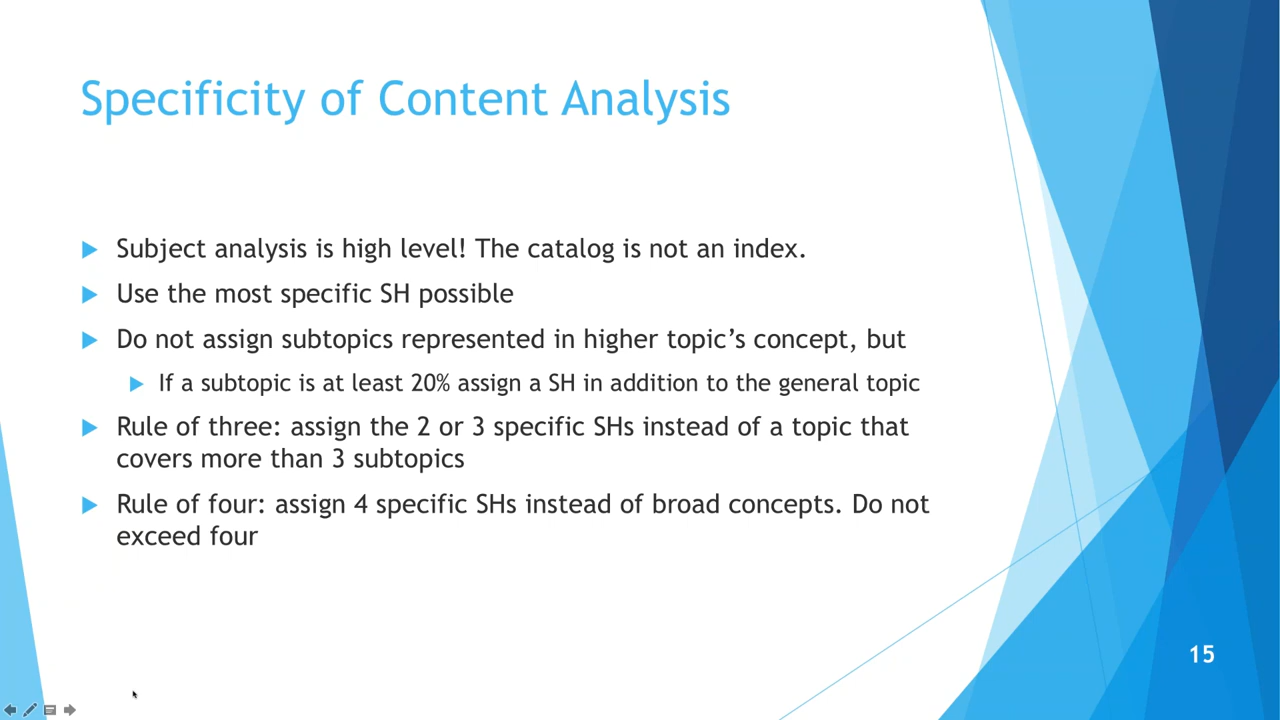 Specificity of Content Analysis
Subject analysis is high level! The catalog is not an index.
Use the most specific SH possible
Do not assign subtopics represented in higher topic’s concept, but
If a subtopic is at least 20% assign a SH in addition to the general topic
Rule of three: assign the 2 or 3 specific SHs instead of a topic that
covers more than 3 subtopics
Rule of four: assign 4 specific SHs instead of broad concepts. Do not
exceed four
15